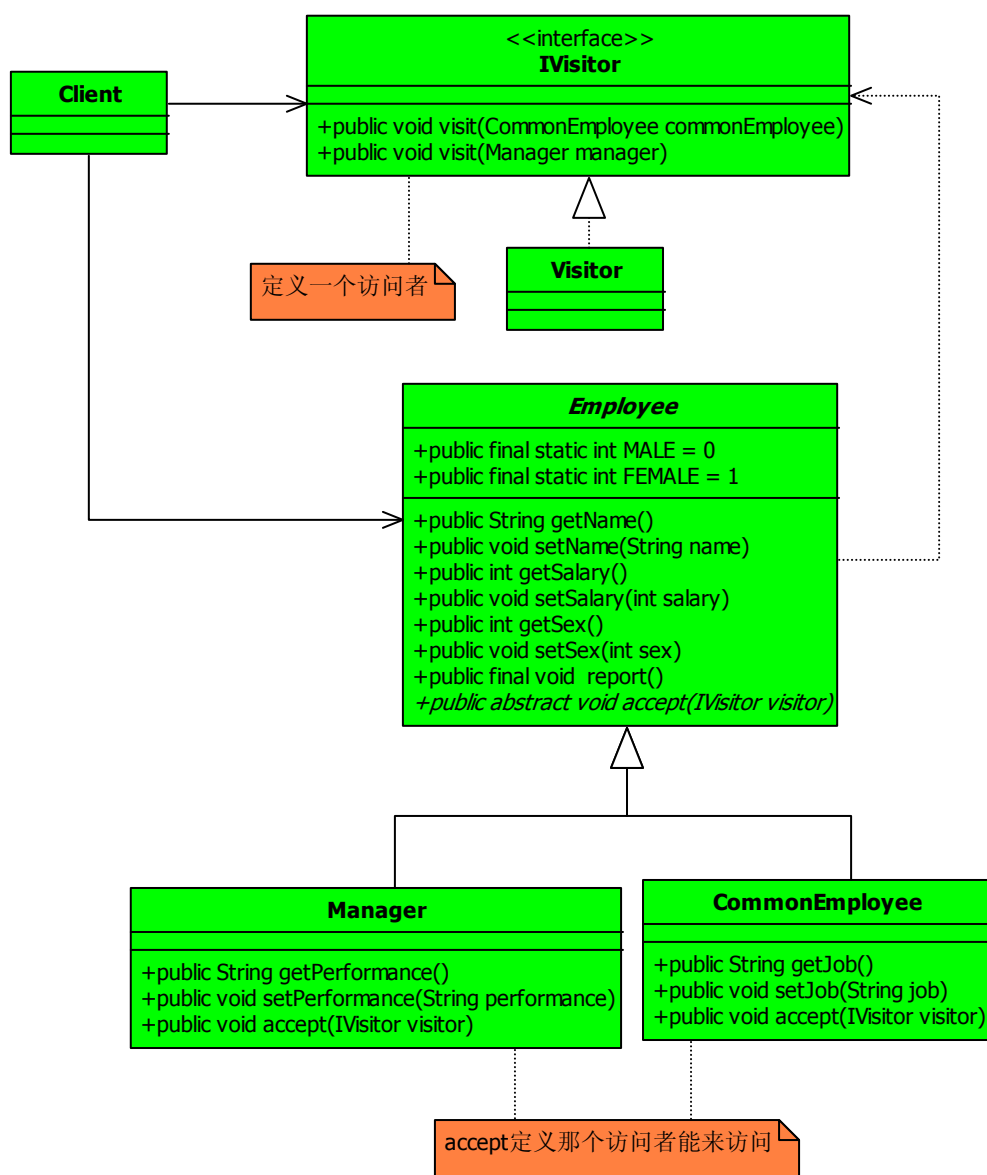 <<interface>>
IVisitor
Client
+public void visit(CommonEmployee commonEmployee)
+public void visit(Manager manager)
定义一个访问者
Visitor
Employee
+public final static int MALE = 0
+public final static int FEMALE = 1
+public String getName()
+public void setName(String name)
+public int getSalary()
+public void setSalary(int salary)
+public int getSex()
+public void setSex(int sex)
+public final void  report()
+public abstract void accept(IVisitor visitor)
Manager
+public String getPerformance()
+public void setPerformance(String performance)
+public void accept(IVisitor visitor)
CommonEmployee
+public String getJob()
+public void setJob(String job)
+public void accept(IVisitor visitor)
accept定义那个访问者能来访问